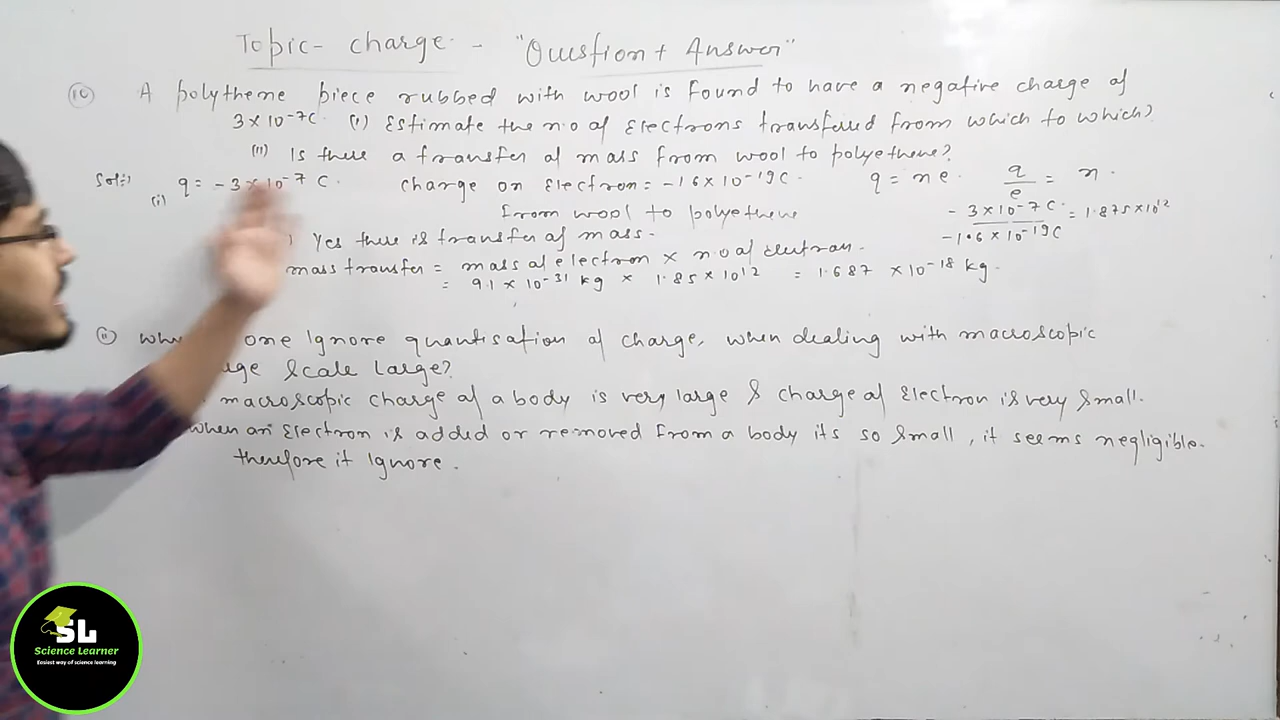 Topic- charge - "Question + Answer"
10 A polythene piece rubbed with wool is found to have a negative charge of
3×10⁻⁷C. (i) Estimate the n.o of Electrons transferred from which to which?
(ii) Is there a transfer of mass from wool to polyethene?
Sol:) (i) q = -3×10⁻⁷ C. charge on Electron = -16×10⁻¹⁹C. q = ne. q/e = n.
From wool to polyethene -3×10⁻⁷C. / -1.6×10⁻¹⁹C = 1.875×10¹²
) Yes there is transfer of mass.
mass transfer = mass of electron × n.o of electron.
= 9.1 × 10⁻³¹ kg × 1.85×10¹² = 1.687 ×10⁻¹⁸ kg.
11 one Ignore quantisation of charge, when dealing with macroscopic
Scale Large?
macroscopic charge of a body is very large & charge of Electron is very small.
when an Electron is added or removed from a body its so small, it seems negligible.
therefore it Ignore.
SL
Science Learner
Easiest way of science learning